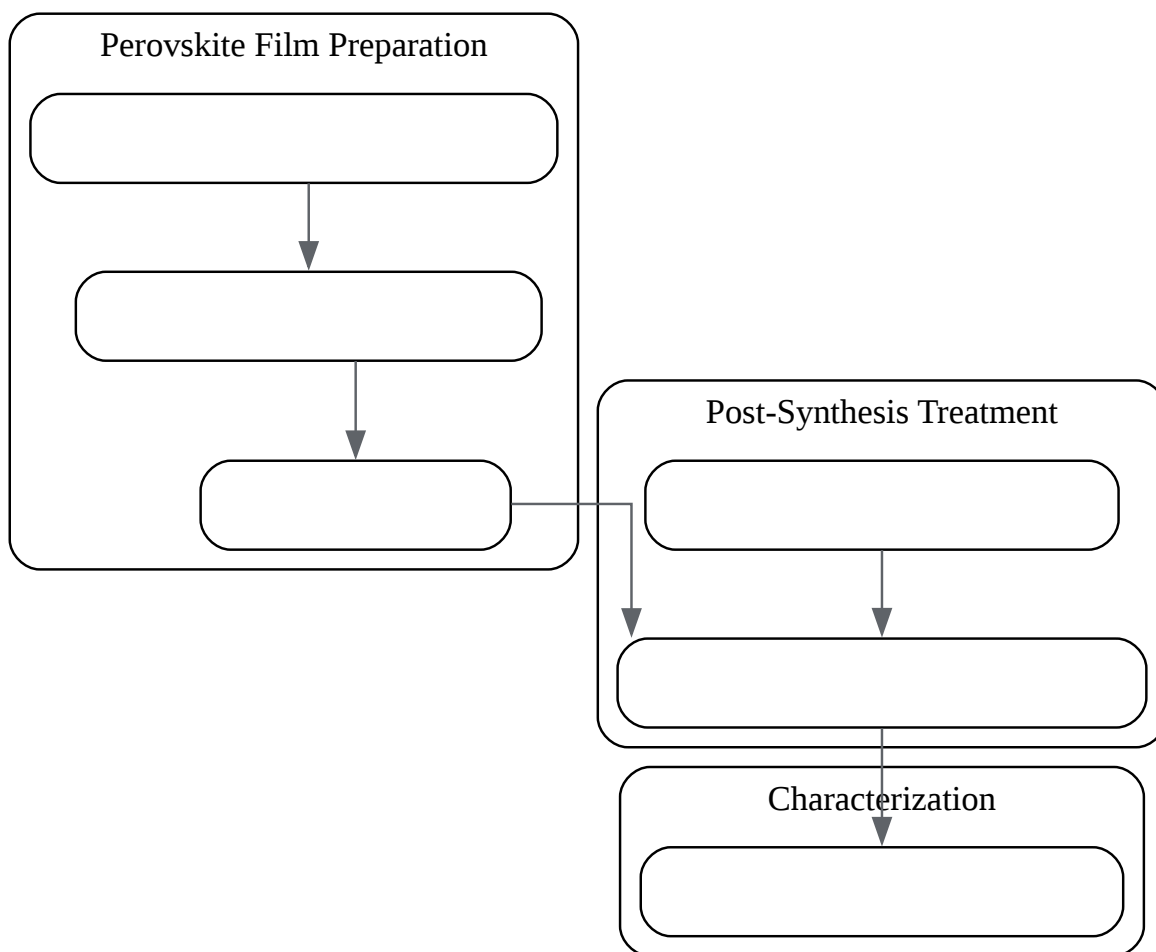 Perovskite Film Preparation
Post-Synthesis Treatment
Characterization